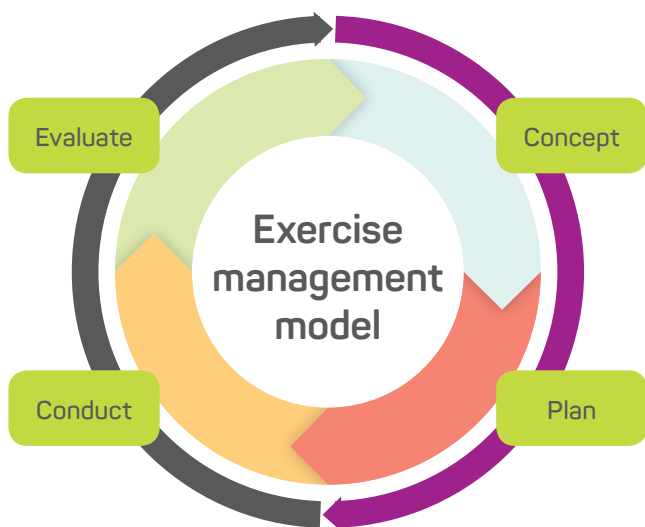 Evaluate
Concept
Exercise
management
model
Conduct
Plan